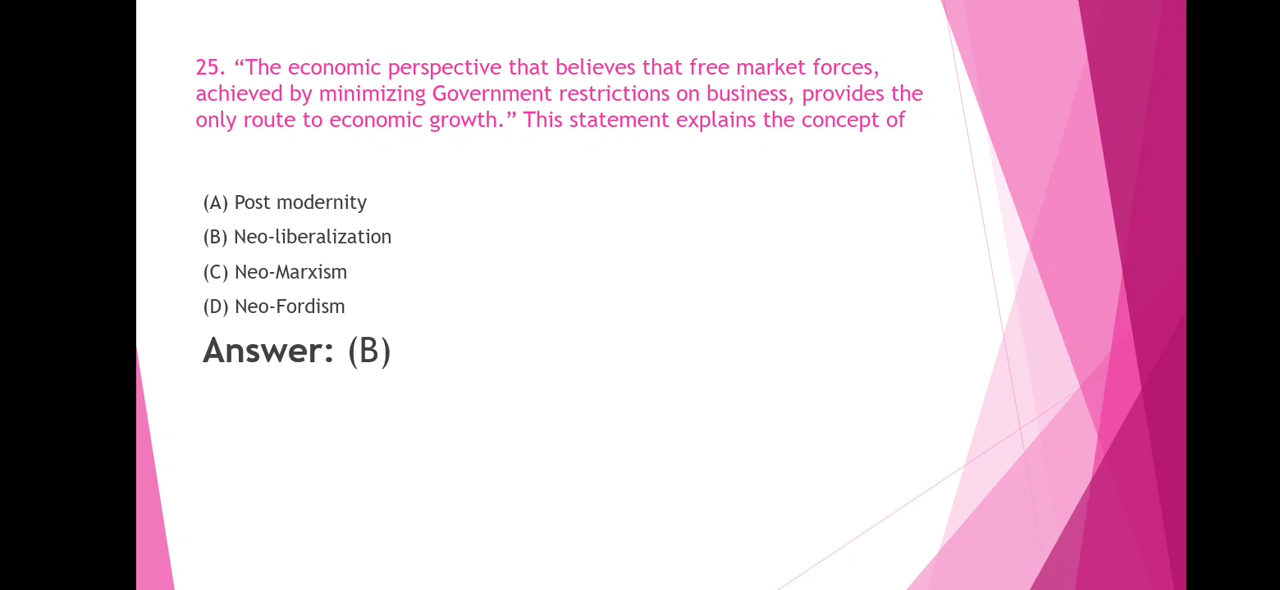 25. “The economic perspective that believes that free market forces,
achieved by minimizing Government restrictions on business, provides the
only route to economic growth.” This statement explains the concept of
(A) Post modernity
(B) Neo-liberalization
(C) Neo-Marxism
(D) Neo-Fordism
Answer: (B)